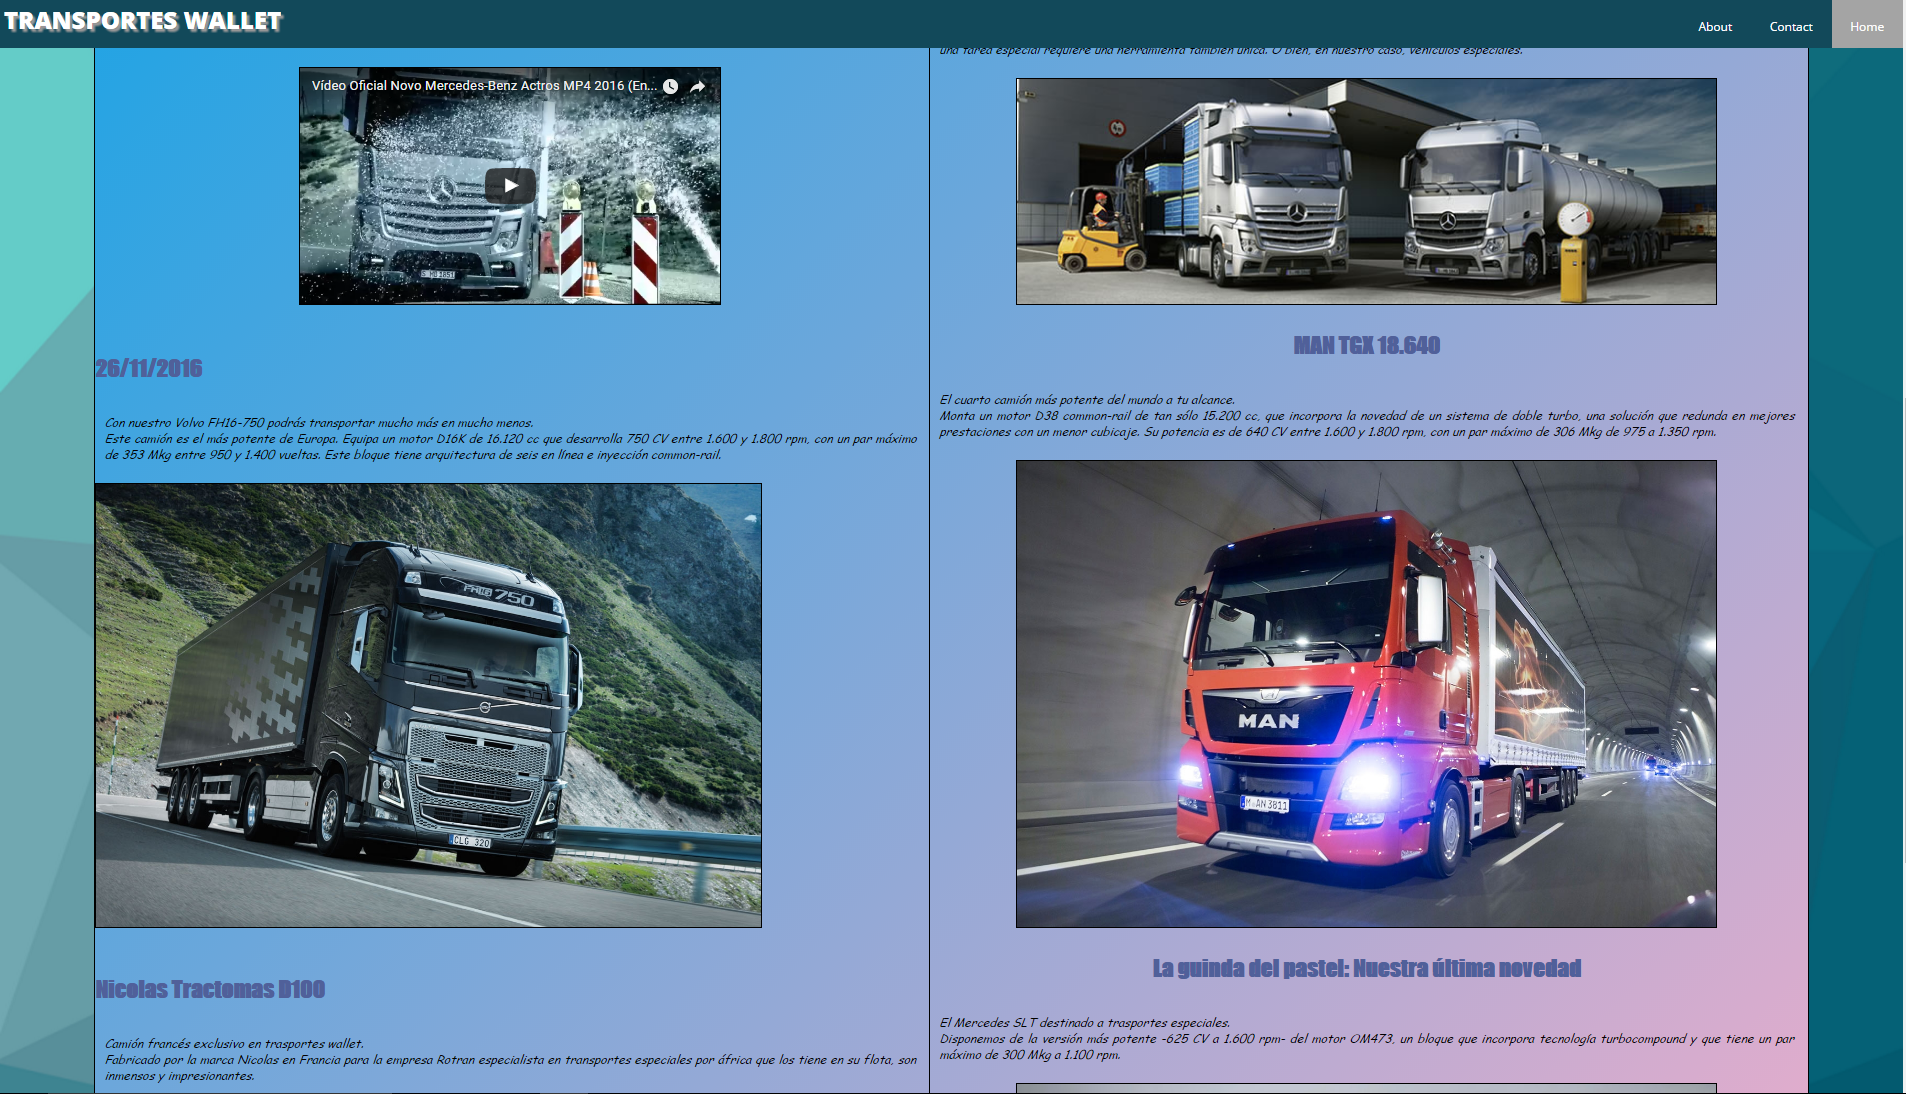 TRANSPORTES WALLET
About
Contact
Home
Vídeo Oficial Novo Mercedes-Benz Actros MP4 2016 (En...
26/11/2016
Con nuestro Volvo FH16-750 podrás transportar mucho más en mucho menos.
Este camión es el más potente de Europa. Equipa un motor D16K de 16.120 cc que desarrolla 750 CV entre 1.600 y 1.800 rpm, con un par máximo
de 353 Mkg entre 950 y 1.400 vueltas. Este bloque tiene arquitectura de seis en línea e inyección common-rail.
FH16 750
CLG 320
Nicolas Tractomas D100
Camión francés exclusivo en trasportes wallet.
Fabricado por la marca Nicolas en Francia para la empresa Rotran especialista en transportes especiales por áfrica que los tiene en su flota, son
inmensos y impresionantes.
una tarea especial requiere una herramienta también única. O bien, en nuestro caso, vehículos especiales.
MAN TGX 18.640
El cuarto camión más potente del mundo a tu alcance.
Monta un motor D38 common-rail de tan sólo 15.200 cc, que incorpora la novedad de un sistema de doble turbo, una solución que redunda en mejores
prestaciones con un menor cubicaje. Su potencia es de 640 CV entre 1.600 y 1.800 rpm, con un par máximo de 306 Mkg de 975 a 1.350 rpm.
MAN
M AN 3811
La guinda del pastel: Nuestra última novedad
El Mercedes SLT destinado a trasportes especiales.
Disponemos de la versión más potente -625 CV a 1.600 rpm- del motor OM473, un bloque que incorpora tecnología turbocompound y que tiene un par
máximo de 300 Mkg a 1.100 rpm.